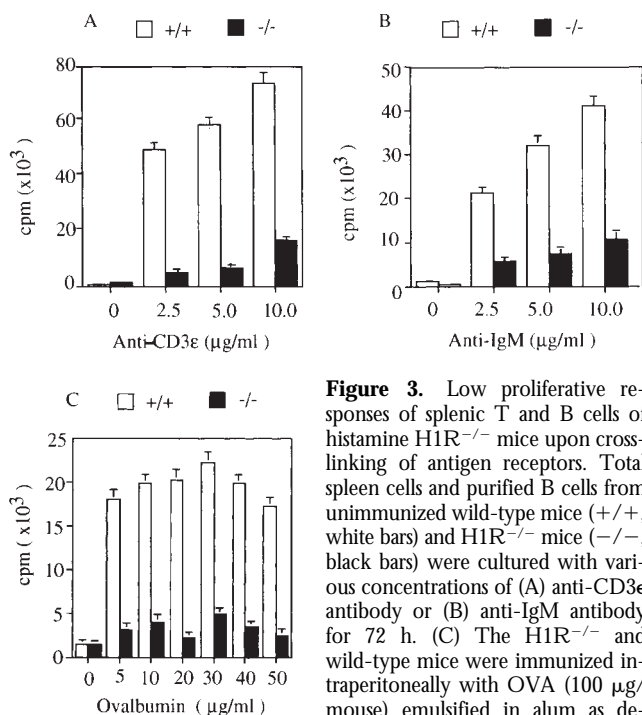 A
+/+ -/-
80
60
40
20
0
cpm (x10³)
0 2.5 5.0 10.0
Anti-CD3ε (µg/ml )
B
+/+ -/-
50
40
30
20
10
0
cpm (x10³)
0 2.5 5.0 10.0
Anti-IgM (µg/ml )
C
+/+ -/-
25
20
15
10
5
0
cpm (x10³)
0 5 10 20 30 40 50
Ovalbumin ( µg/ml )
Figure 3. Low proliferative re-
sponses of splenic T and B cells of
histamine H1R−/− mice upon cross-
linking of antigen receptors. Total
spleen cells and purified B cells from
unimmunized wild-type mice (+/+,
white bars) and H1R−/− mice (−/−,
black bars) were cultured with vari-
ous concentrations of (A) anti-CD3ε
antibody or (B) anti-IgM antibody
for 72 h. (C) The H1R−/− and
wild-type mice were immunized in-
traperitoneally with OVA (100 µg/
mouse) emulsified in alum as de-